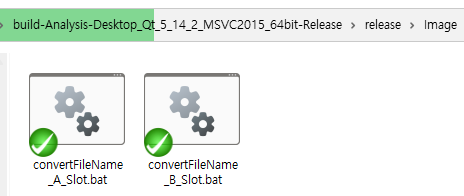 build-Analysis-Desktop_Qt_5_14_2_MSVC2015_64bit-Release > release > Image
convertFileName convertFileName
_A_Slot.bat _B_Slot.bat